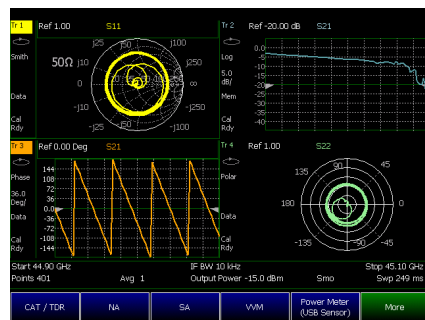 Tr 1 Ref 1.00 S11
Smith
50Ω
j10
j25
j50
j100
j250
0
∞
-j10
-j25
-j100
-j250
Data
Cal
Rdy
Tr 2 Ref -20.00 dB S21
Log
5.0
dB/
Mem
Cal
Rdy
0.0
-5
-10
-15
-20
-25
-30
-35
-40
Tr 3 Ref 0.00 Deg S21
Phase
36.0
Deg/
Data
Cal
Rdy
144
108
72
36
0.0
-36
-72
-108
-144
Tr 4 Ref 1.00 S22
Polar
Data
Cal
Rdy
135
90
45
180
0
-135
-90
-45
Start 44.90 GHz IF BW 10 kHz Stop 45.10 GHz
Points 401 Avg 1 Output Power -15.0 dBm Smo Swp 249 ms
CAT / TDR
NA
SA
VVM
Power Meter
(USB Sensor)
More